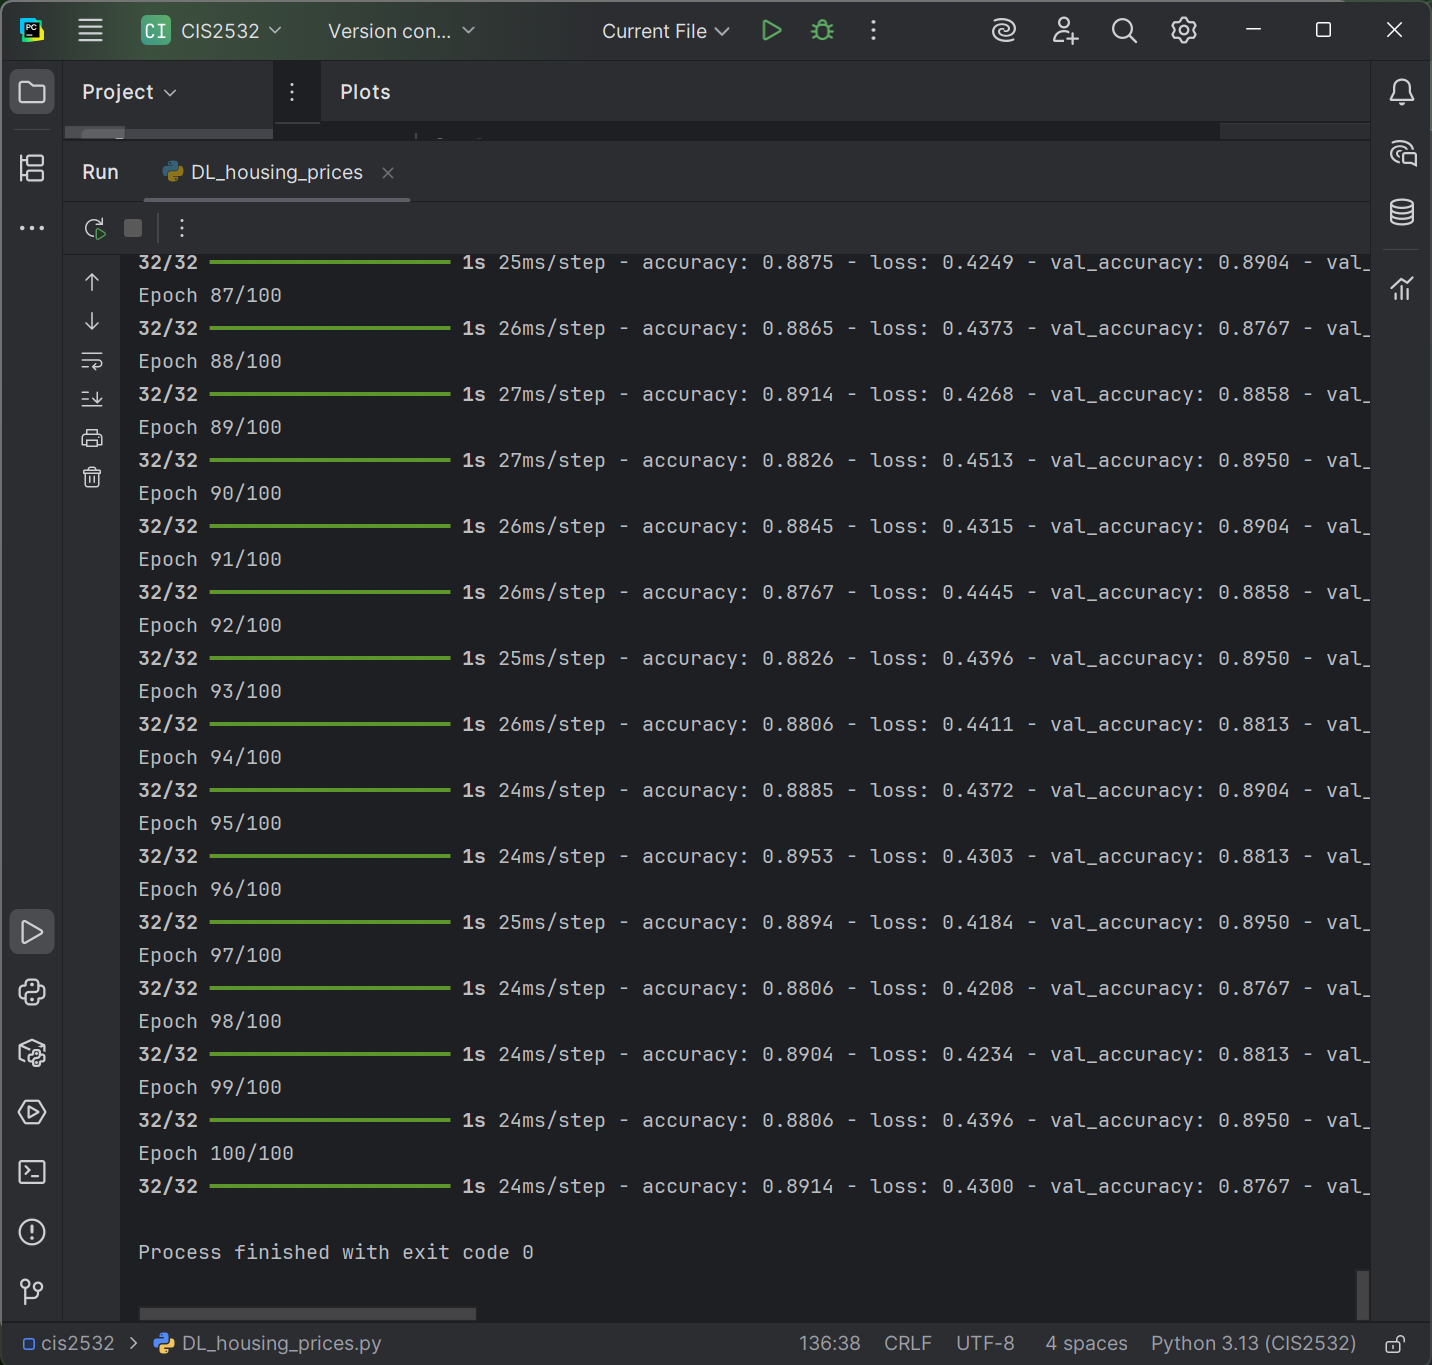 CI CIS2532 Version con... Current File
Project Plots
Run DL_housing_prices
32/32 1s 25ms/step - accuracy: 0.8875 - loss: 0.4249 - val_accuracy: 0.8904 - val_
Epoch 87/100
32/32 1s 26ms/step - accuracy: 0.8865 - loss: 0.4373 - val_accuracy: 0.8767 - val_
Epoch 88/100
32/32 1s 27ms/step - accuracy: 0.8914 - loss: 0.4268 - val_accuracy: 0.8858 - val_
Epoch 89/100
32/32 1s 27ms/step - accuracy: 0.8826 - loss: 0.4513 - val_accuracy: 0.8950 - val_
Epoch 90/100
32/32 1s 26ms/step - accuracy: 0.8845 - loss: 0.4315 - val_accuracy: 0.8904 - val_
Epoch 91/100
32/32 1s 26ms/step - accuracy: 0.8767 - loss: 0.4445 - val_accuracy: 0.8858 - val_
Epoch 92/100
32/32 1s 25ms/step - accuracy: 0.8826 - loss: 0.4396 - val_accuracy: 0.8950 - val_
Epoch 93/100
32/32 1s 26ms/step - accuracy: 0.8806 - loss: 0.4411 - val_accuracy: 0.8813 - val_
Epoch 94/100
32/32 1s 24ms/step - accuracy: 0.8885 - loss: 0.4372 - val_accuracy: 0.8904 - val_
Epoch 95/100
32/32 1s 24ms/step - accuracy: 0.8953 - loss: 0.4303 - val_accuracy: 0.8813 - val_
Epoch 96/100
32/32 1s 25ms/step - accuracy: 0.8894 - loss: 0.4184 - val_accuracy: 0.8950 - val_
Epoch 97/100
32/32 1s 24ms/step - accuracy: 0.8806 - loss: 0.4208 - val_accuracy: 0.8767 - val_
Epoch 98/100
32/32 1s 24ms/step - accuracy: 0.8904 - loss: 0.4234 - val_accuracy: 0.8813 - val_
Epoch 99/100
32/32 1s 24ms/step - accuracy: 0.8806 - loss: 0.4396 - val_accuracy: 0.8950 - val_
Epoch 100/100
32/32 1s 24ms/step - accuracy: 0.8914 - loss: 0.4300 - val_accuracy: 0.8767 - val_
Process finished with exit code 0
cis2532 > DL_housing_prices.py 136:38 CRLF UTF-8 4 spaces Python 3.13 (CIS2532)